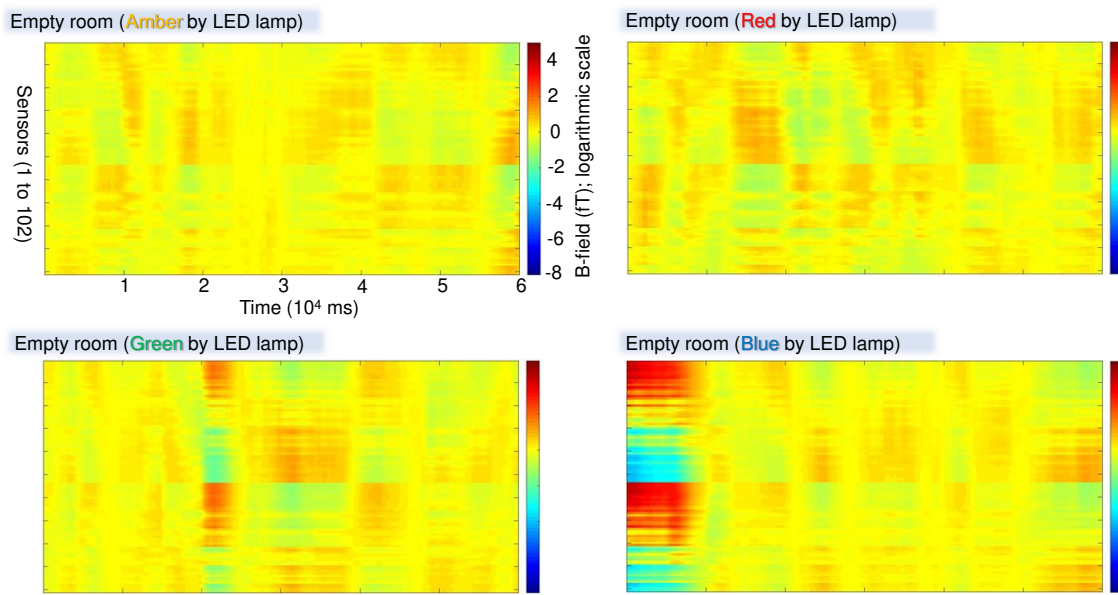 Empty room (Amber by LED lamp)
Empty room (Red by LED lamp)
Sensors (1 to 102)
4
2
0
-2
-4
-6
-8
B-field (fT); logarithmic scale
1 2 3 4 5 6
Time (10⁴ ms)
Empty room (Green by LED lamp)
Empty room (Blue by LED lamp)